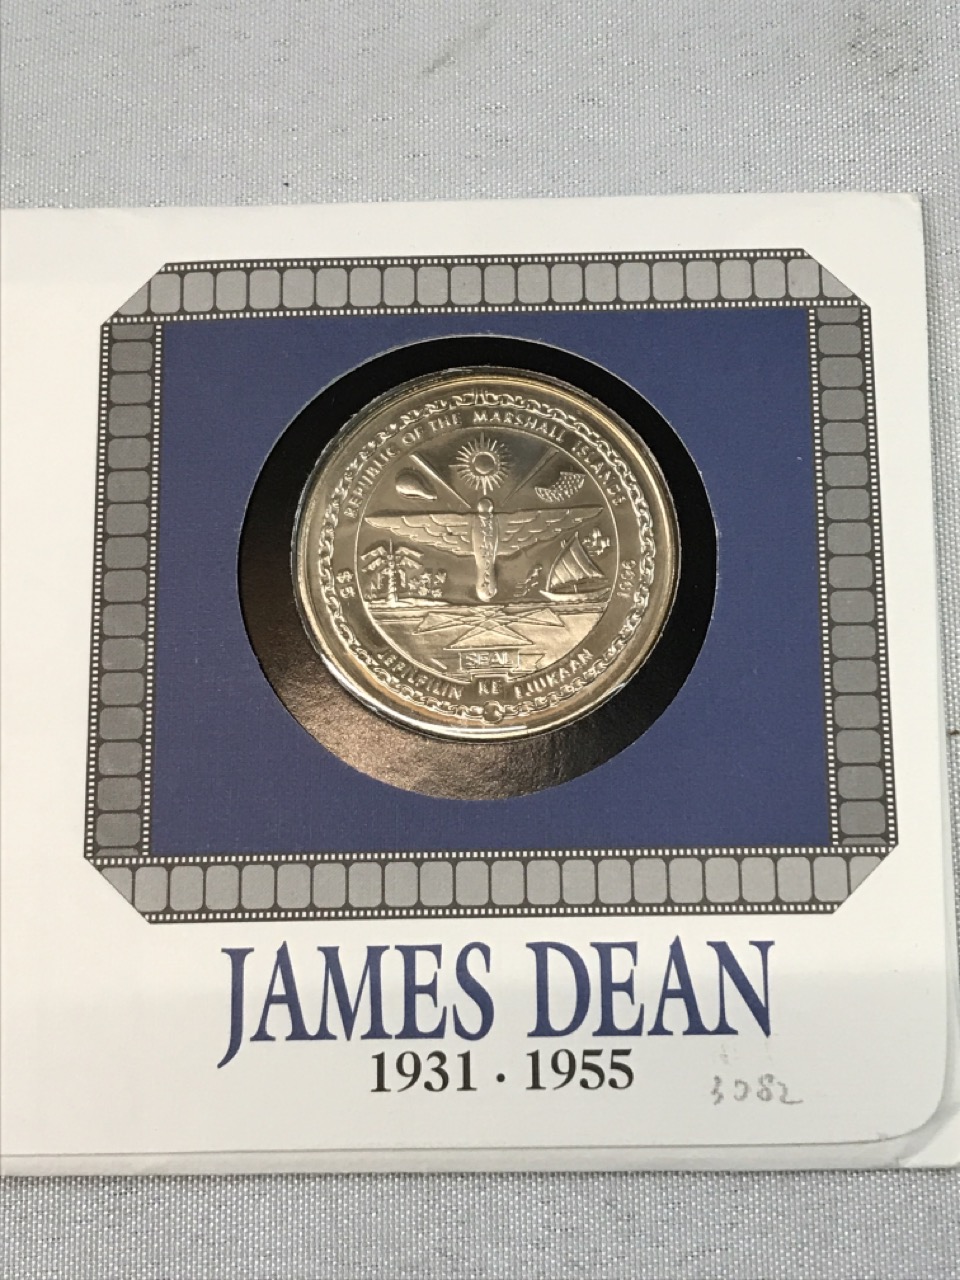 REPUBLIC OF THE MARSHALL ISLANDS
$5
1996
SEAL
JEPILPILIN KE EJUKAAN
JAMES DEAN
1931 · 1955
3082